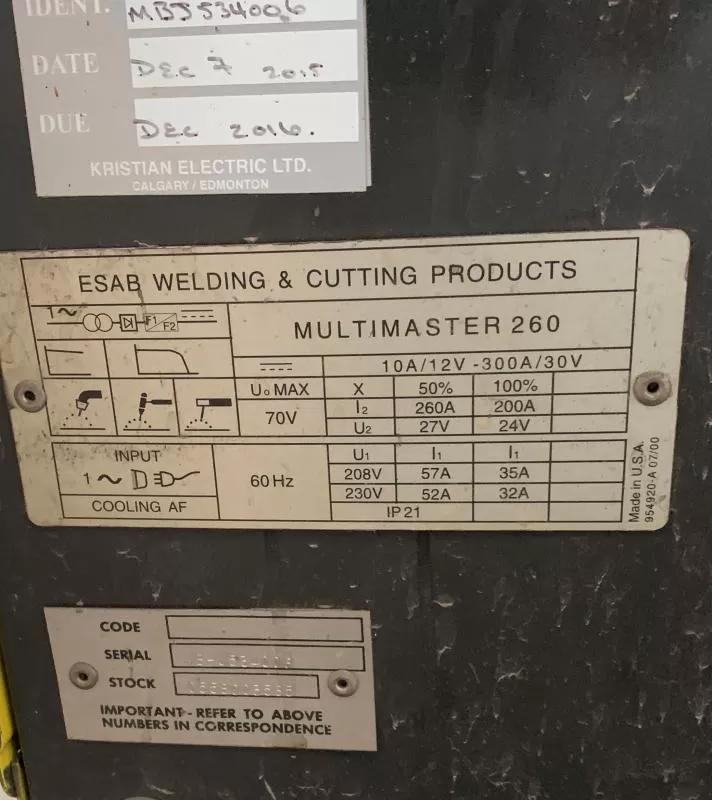 IDENT. MBJ534006
DATE DEC 7 2015
DUE DEC 2016.
KRISTIAN ELECTRIC LTD.
CALGARY / EDMONTON
ESAB WELDING & CUTTING PRODUCTS
1~ F1 F2
MULTIMASTER 260
10A/12V - 300A/30V
U₀ MAX X 50% 100%
70V I2 260A 200A
U2 27V 24V
INPUT U1 I1 I1
1~ 60 Hz 208V 57A 35A
230V 52A 32A
COOLING AF IP 21
Made in U.S.A.
954920-A 07/00
CODE
SERIAL
STOCK
IMPORTANT - REFER TO ABOVE
NUMBERS IN CORRESPONDENCE